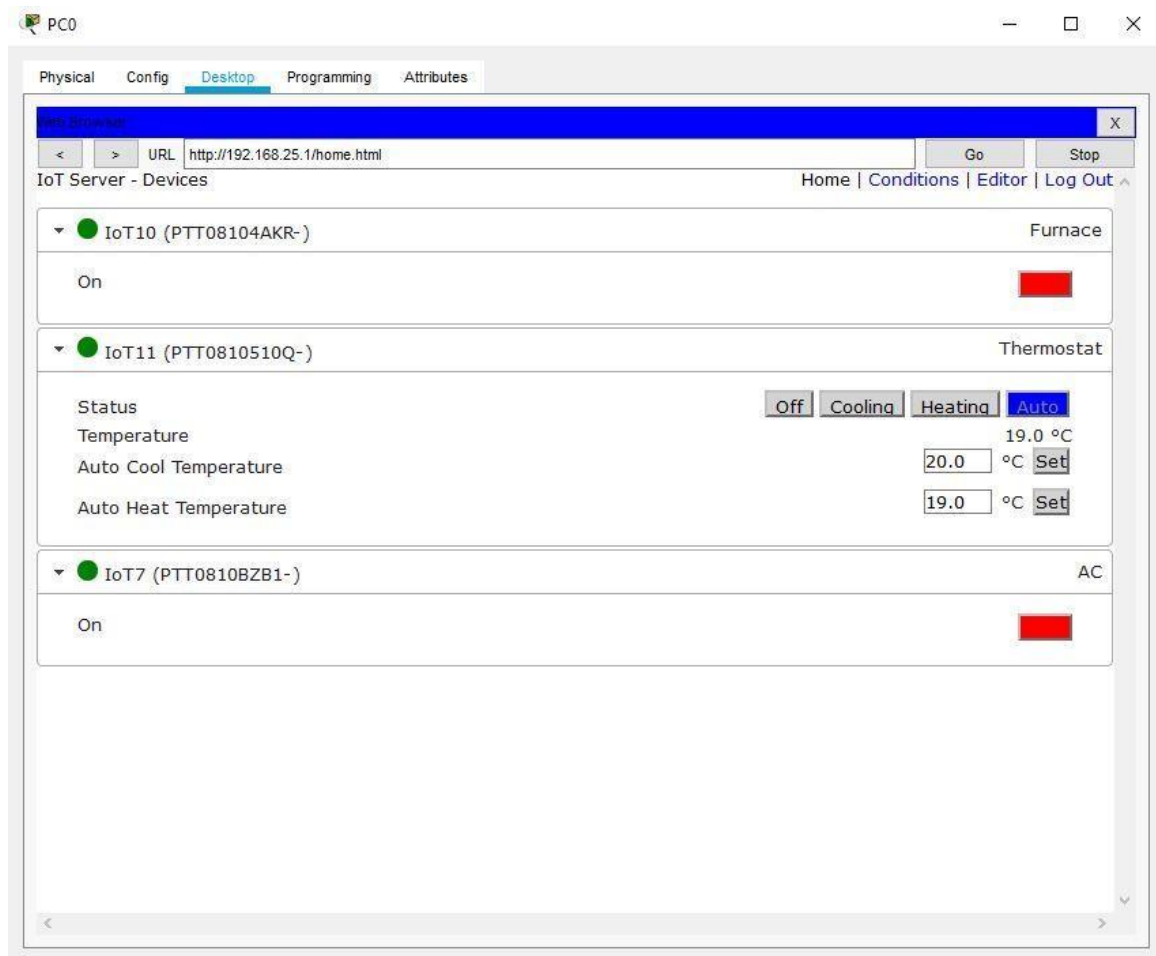 PC0
Physical Config Desktop Programming Attributes
Web Browser X
< > URL http://192.168.25.1/home.html Go Stop
IoT Server - Devices Home | Conditions | Editor | Log Out
IoT10 (PTT08104AKR-) Furnace
On
IoT11 (PTT0810510Q-) Thermostat
Status Off Cooling Heating Auto
Temperature 19.0 °C
Auto Cool Temperature 20.0 °C Set
Auto Heat Temperature 19.0 °C Set
IoT7 (PTT0810BZB1-) AC
On